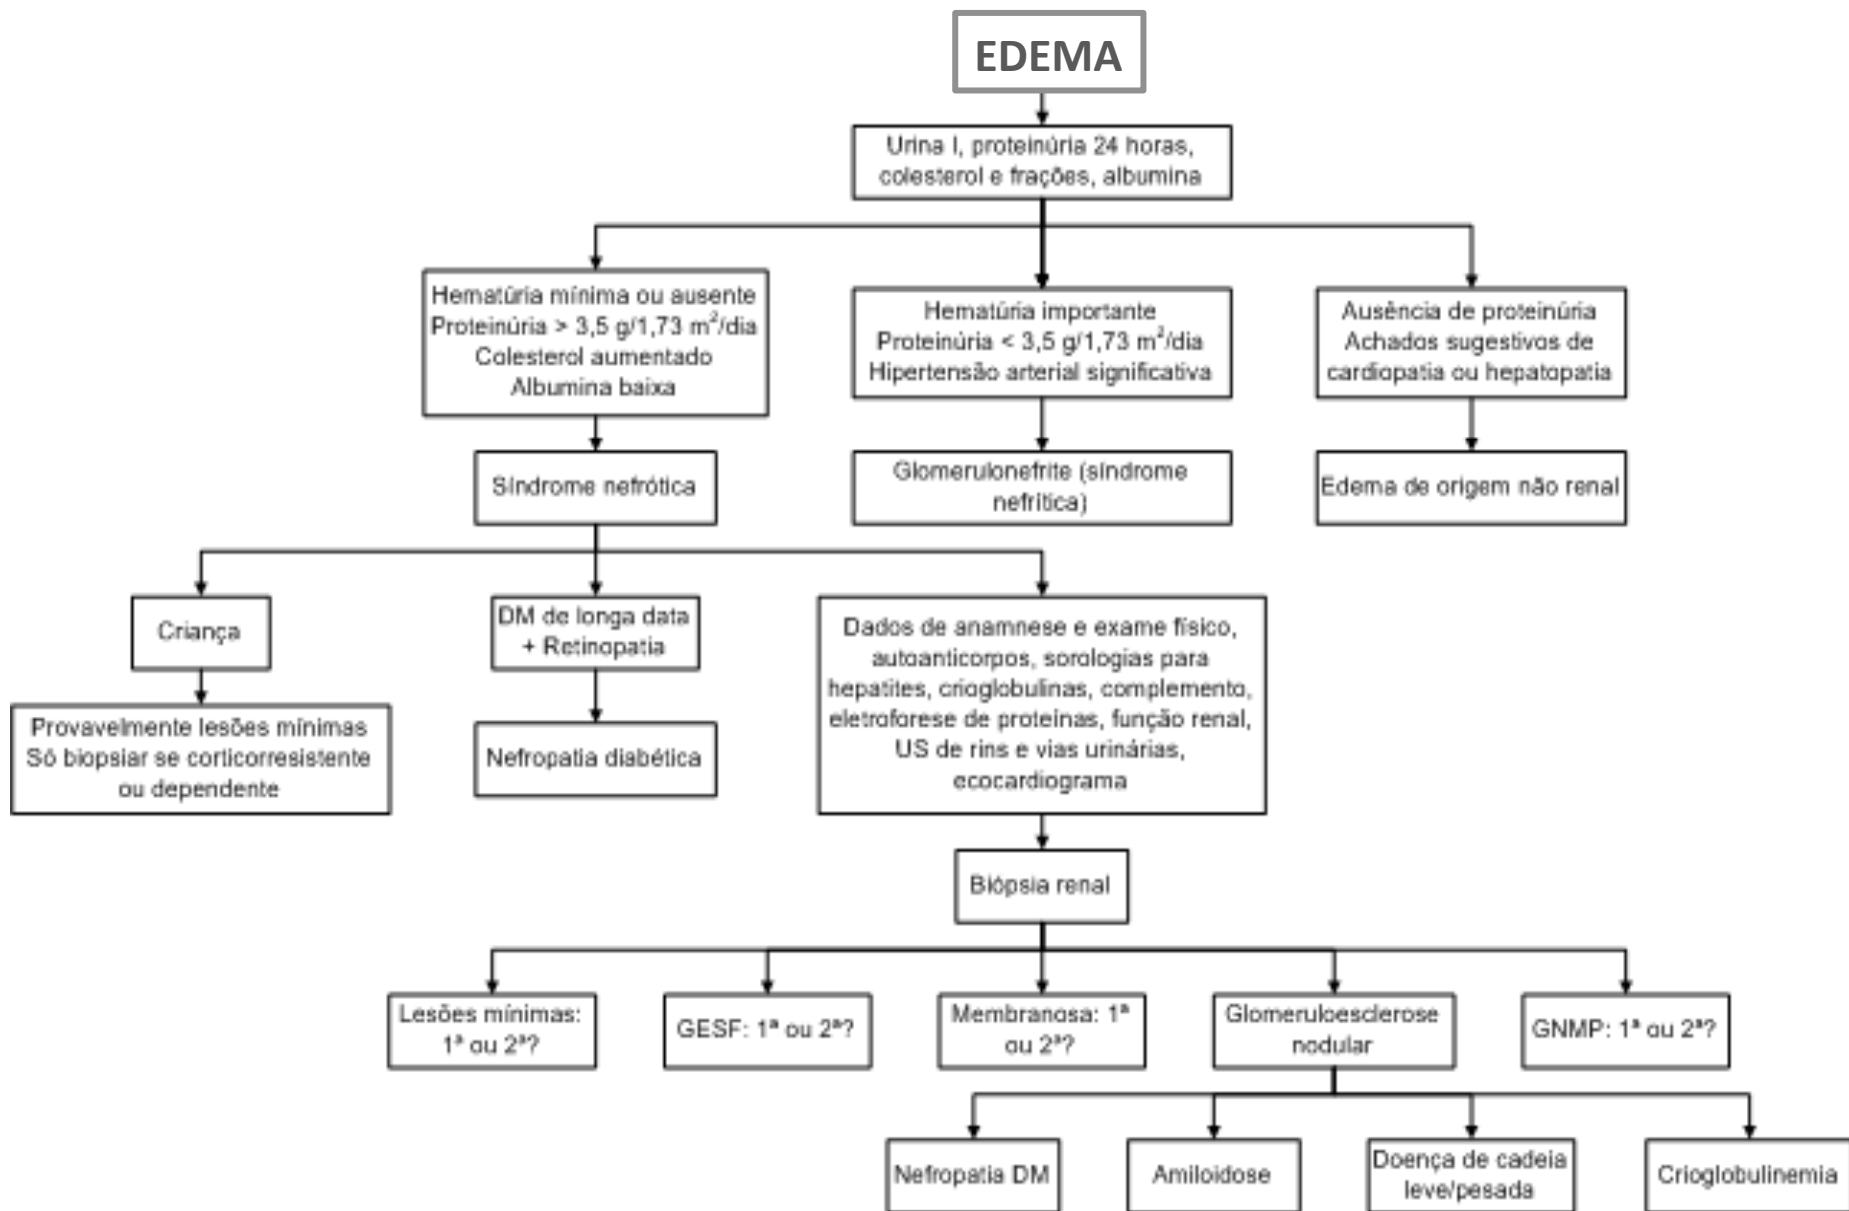 EDEMA
Urina I, proteinúria 24 horas,
colesterol e frações, albumina
Hematúria mínima ou ausente
Proteinúria > 3,5 g/1,73 m²/dia
Colesterol aumentado
Albumina baixa
Hematúria importante
Proteinúria < 3,5 g/1,73 m²/dia
Hipertensão arterial significativa
Ausência de proteinúria
Achados sugestivos de
cardiopatia ou hepatopatia
Síndrome nefrótica
Glomerulonefrite (síndrome
nefrítica)
Edema de origem não renal
Criança
DM de longa data
+ Retinopatia
Dados de anamnese e exame físico,
autoanticorpos, sorologias para
hepatites, crioglobulinas, complemento,
eletroforese de proteínas, função renal,
US de rins e vias urinárias,
ecocardiograma
Provavelmente lesões mínimas
Só biopsiar se corticorresistente
ou dependente
Nefropatia diabética
Biópsia renal
Lesões mínimas:
1ª ou 2ª?
GESF: 1ª ou 2ª?
Membranosa: 1ª
ou 2ª?
Glomeruloesclerose
nodular
GNMP: 1ª ou 2ª?
Nefropatia DM
Amiloidose
Doença de cadeia
leve/pesada
Crioglobulinemia